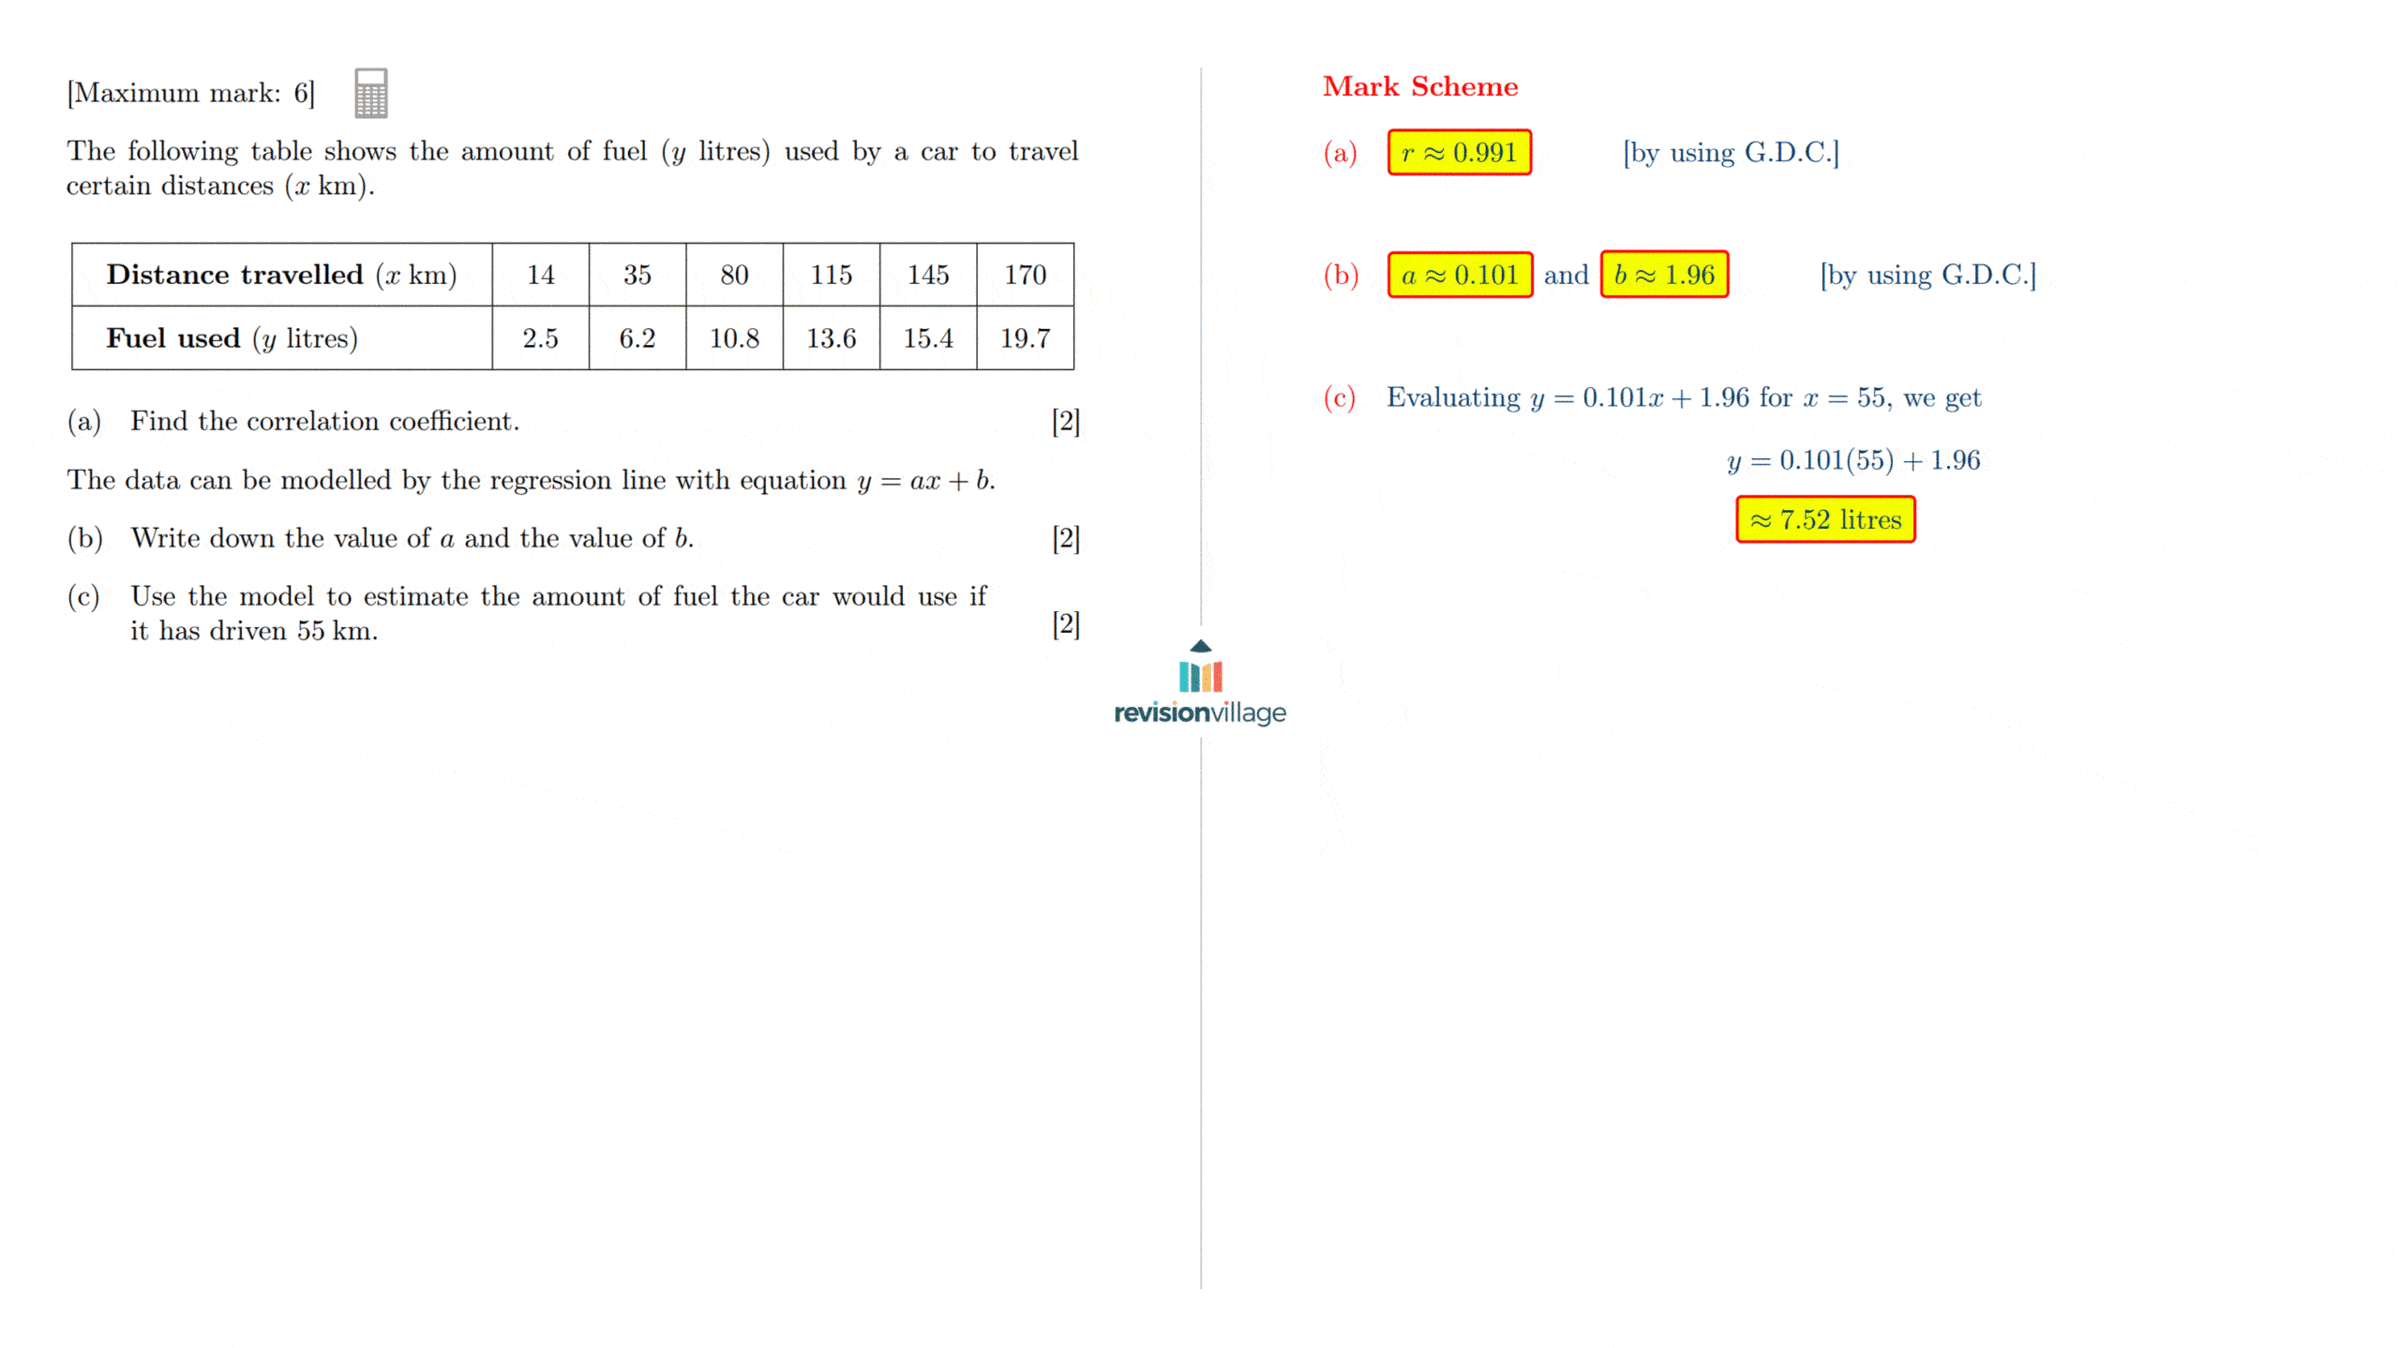 [Maximum mark: 6]
The following table shows the amount of fuel (y litres) used by a car to travel
certain distances (x km).
Distance travelled (x km) 14 35 80 115 145 170
Fuel used (y litres) 2.5 6.2 10.8 13.6 15.4 19.7
(a) Find the correlation coefficient. [2]
The data can be modelled by the regression line with equation y = ax + b.
(b) Write down the value of a and the value of b. [2]
(c) Use the model to estimate the amount of fuel the car would use if
it has driven 55 km. [2]
revisionvillage
Mark Scheme
(a) r ≈ 0.991 [by using G.D.C.]
(b) a ≈ 0.101 and b ≈ 1.96 [by using G.D.C.]
(c) Evaluating y = 0.101x + 1.96 for x = 55, we get
y = 0.101(55) + 1.96
≈ 7.52 litres